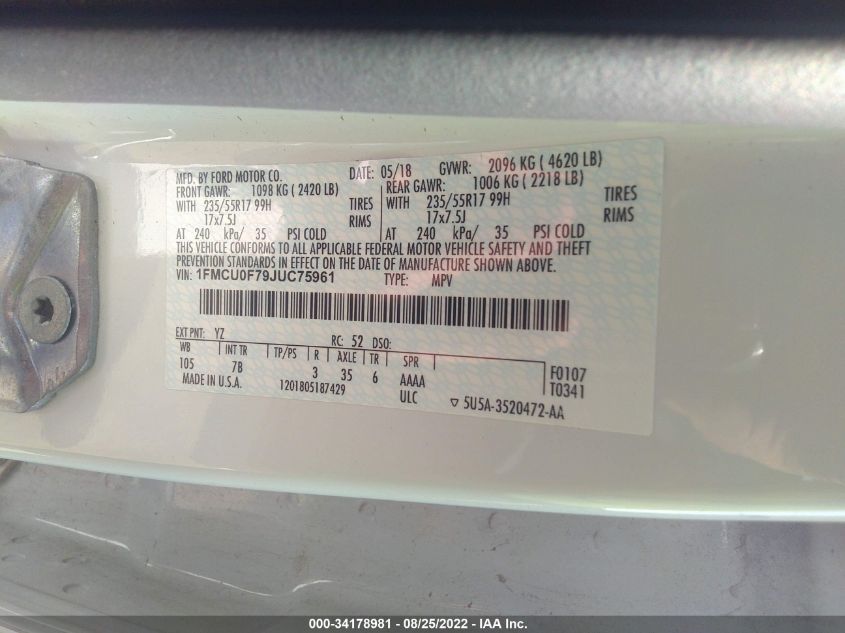 MFD. BY FORD MOTOR CO. DATE: 05/18 GVWR: 2096 KG ( 4620 LB)
FRONT GAWR: 1098 KG ( 2420 LB) REAR GAWR: 1006 KG ( 2218 LB)
WITH 235/55R17 99H TIRES WITH 235/55R17 99H TIRES
17x7.5J RIMS 17x7.5J RIMS
AT 240 kPa/ 35 PSI COLD AT 240 kPa/ 35 PSI COLD
THIS VEHICLE CONFORMS TO ALL APPLICABLE FEDERAL MOTOR VEHICLE SAFETY AND THEFT
PREVENTION STANDARDS IN EFFECT ON THE DATE OF MANUFACTURE SHOWN ABOVE.
VIN: 1FMCU0F79JUC75961 TYPE: MPV
EXT PNT: YZ RC: 52 DSO:
WB INT TR TP/PS R AXLE TR SPR
105 7B 3 35 6 AAAA F0107
MADE IN U.S.A. 1201805187429 ULC T0341
▽ 5U5A-3520472-AA
000-34178981 - 08/25/2022 - IAA Inc.